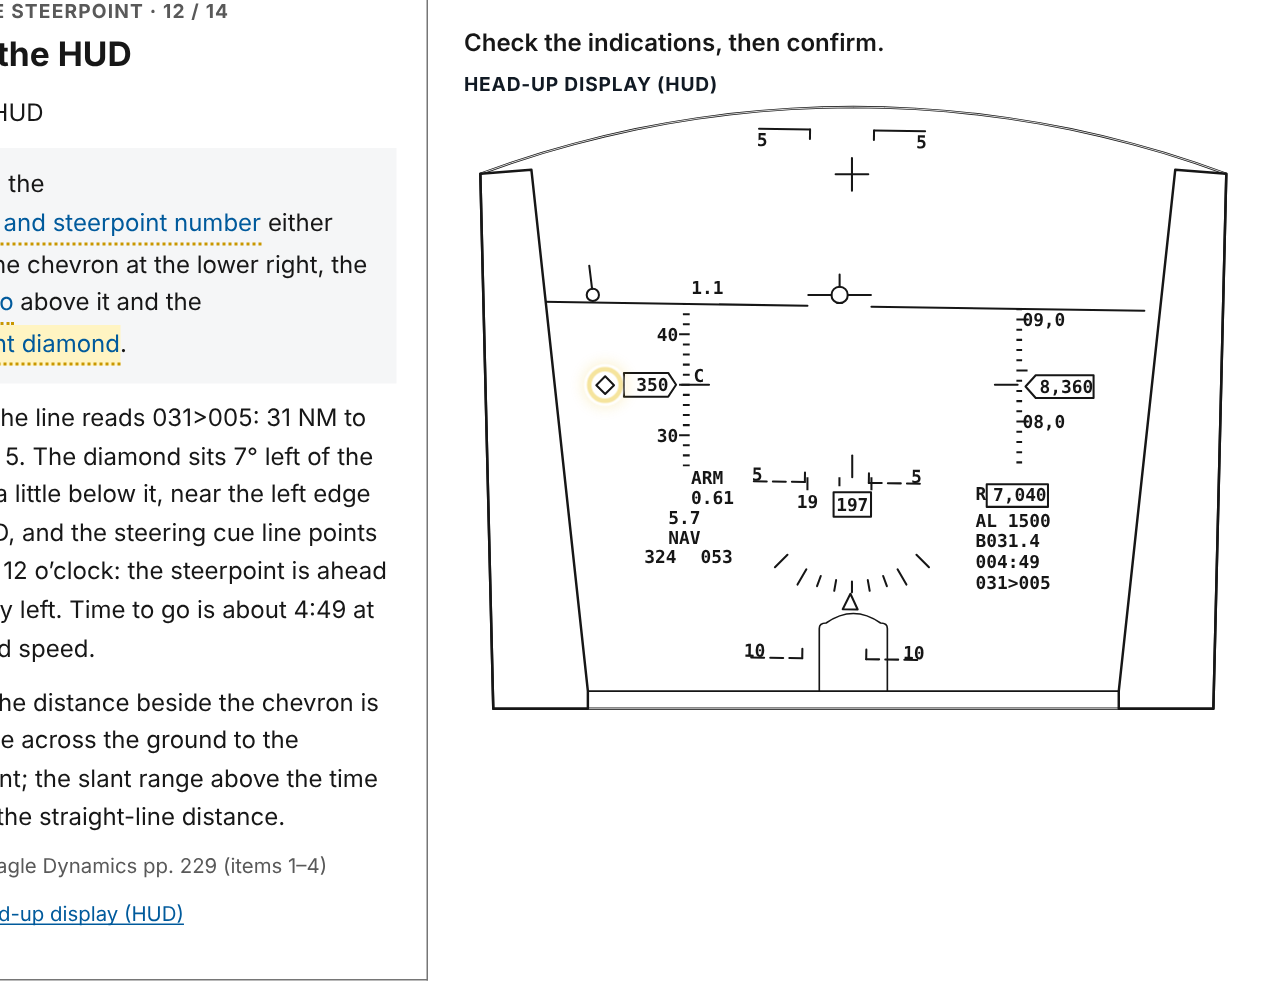 E STEERPOINT · 12 / 14
the HUD
HUD
the
and steerpoint number either
ne chevron at the lower right, the
o above it and the
nt diamond.
he line reads 031>005: 31 NM to
5. The diamond sits 7° left of the
a little below it, near the left edge
D, and the steering cue line points
12 o’clock: the steerpoint is ahead
y left. Time to go is about 4:49 at
d speed.
he distance beside the chevron is
e across the ground to the
nt; the slant range above the time
the straight-line distance.
agle Dynamics pp. 229 (items 1–4)
d-up display (HUD)
Check the indications, then confirm.
HEAD-UP DISPLAY (HUD)
5 5
1.1
40 09,0
350 C 8,360
30 08,0
ARM 5 5
0.61 19 197 R 7,040
5.7 AL 1500
NAV B031.4
324 053 004:49
031>005
10 10